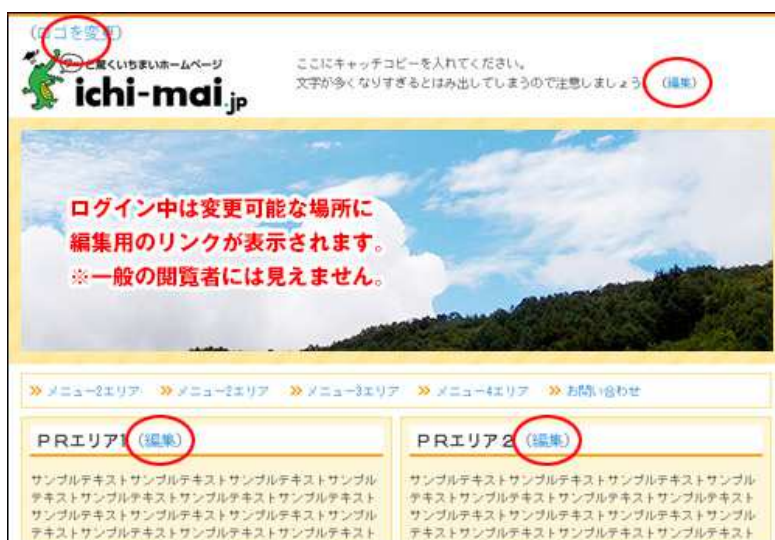 (ロゴを変更)
アッと驚くいちまいホームページ
ichi-mai.jp
ここにキャッチコピーを入れてください。
文字が多くなりすぎるとはみ出してしまうので注意しましょう (編集)
ログイン中は変更可能な場所に
編集用のリンクが表示されます。
※一般の閲覧者には見えません。
メニュー2エリア メニュー2エリア メニュー3エリア メニュー4エリア お問い合わせ
PRエリア1 (編集)
サンプルテキストサンプルテキストサンプルテキストサンプル
テキストサンプルテキストサンプルテキストサンプルテキスト
サンプルテキストサンプルテキストサンプルテキストサンプル
テキストサンプルテキストサンプルテキストサンプルテキスト
PRエリア2 (編集)
サンプルテキストサンプルテキストサンプルテキストサンプル
テキストサンプルテキストサンプルテキストサンプルテキスト
サンプルテキストサンプルテキストサンプルテキストサンプル
テキストサンプルテキストサンプルテキストサンプルテキスト